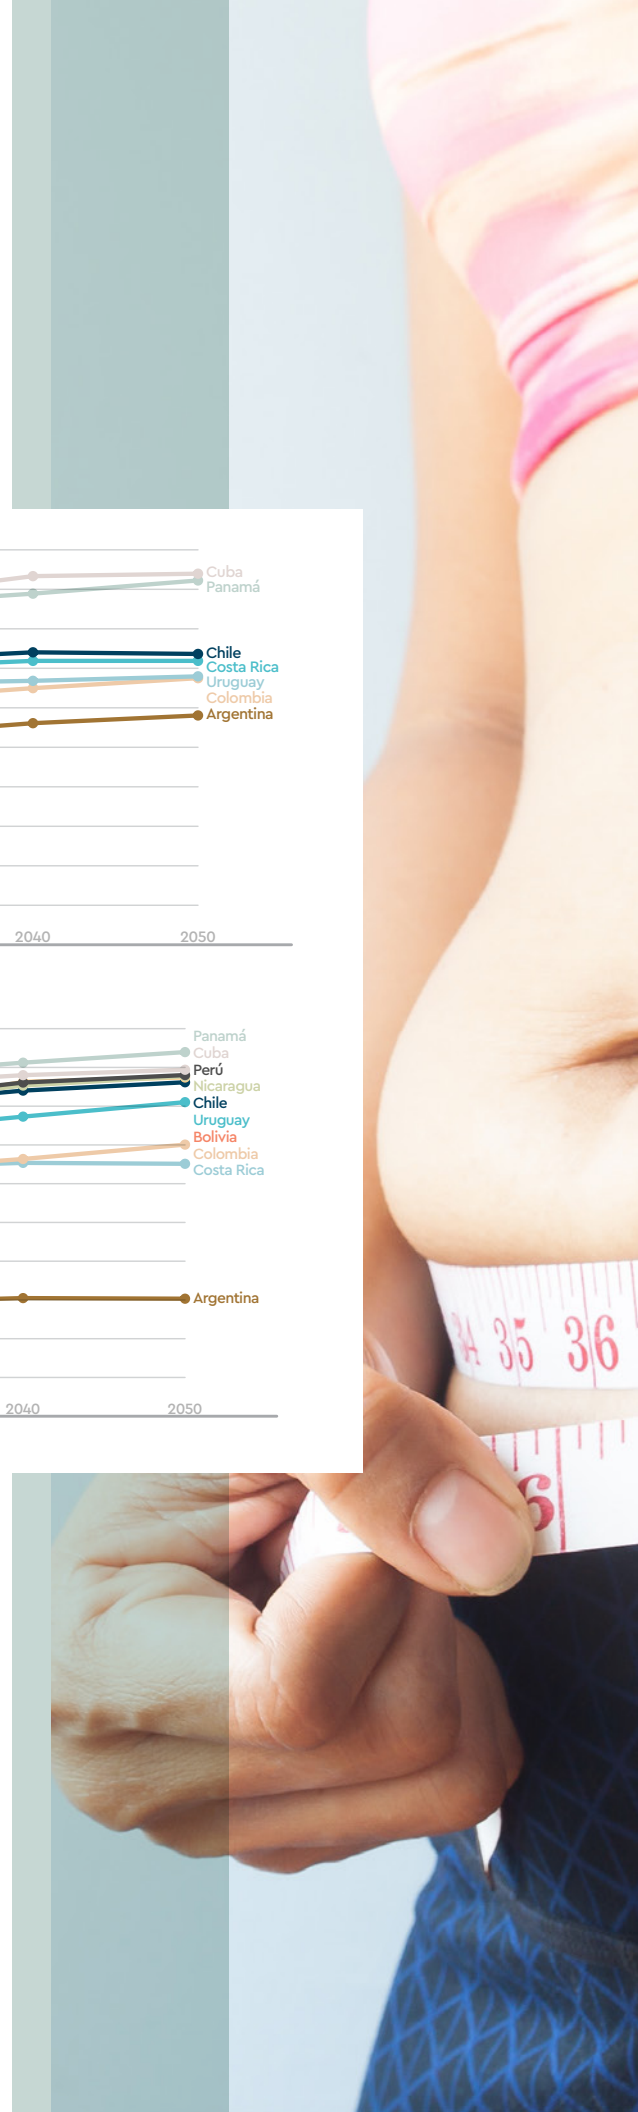 Cuba
Panamá
Chile
Costa Rica
Uruguay
Colombia
Argentina
2040 2050
Panamá
Cuba
Perú
Nicaragua
Chile
Uruguay
Bolivia
Colombia
Costa Rica
34 35 36
Argentina
2040 2050
6